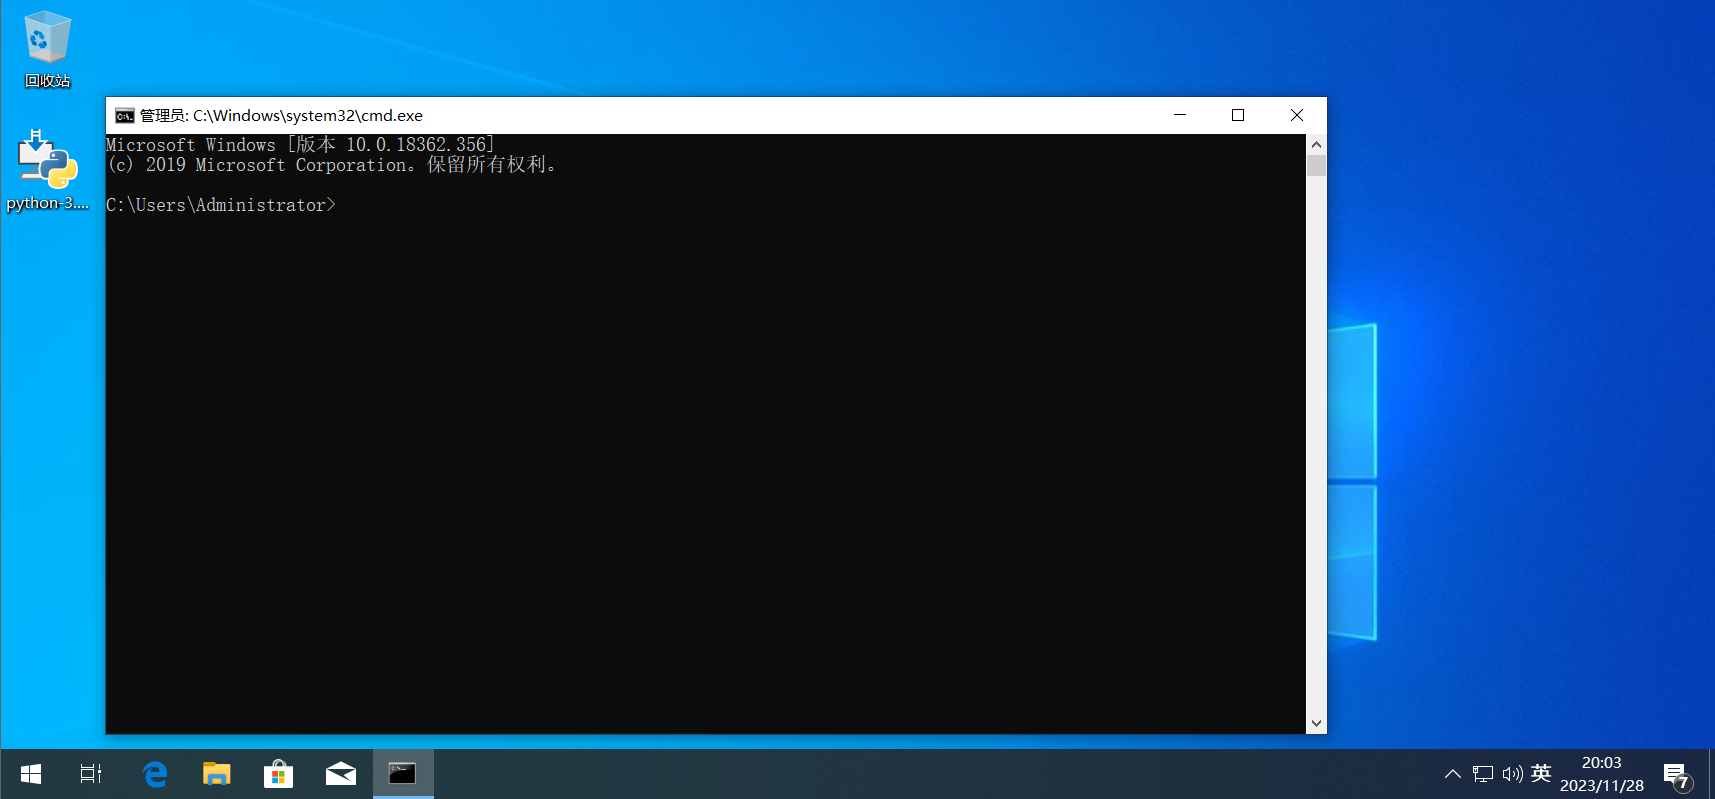 回收站
python-3....
管理员: C:\Windows\system32\cmd.exe
Microsoft Windows [版本 10.0.18362.356]
(c) 2019 Microsoft Corporation。保留所有权利。
C:\Users\Administrator>
英
20:03
2023/11/28
7